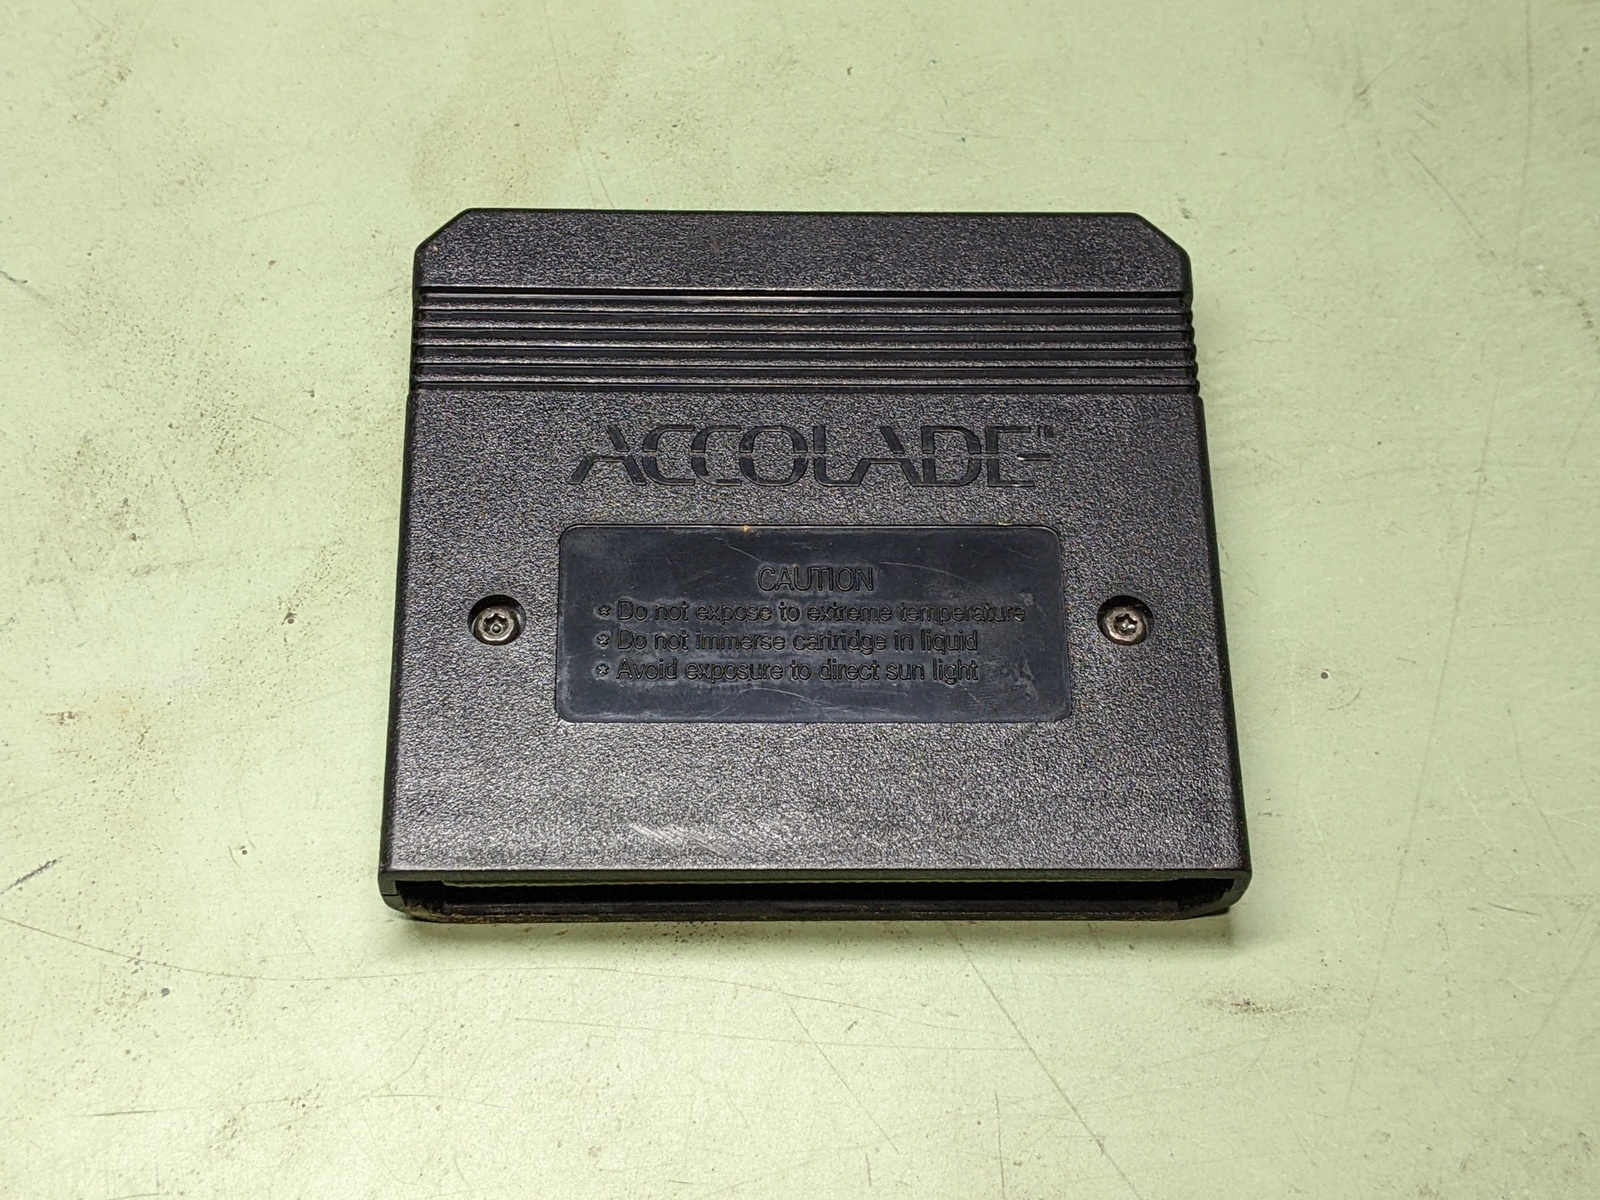 ACCOLADE™
CAUTION
* Do not expose to extreme temperature
* Do not immerse cartridge in liquid
* Avoid exposure to direct sun light